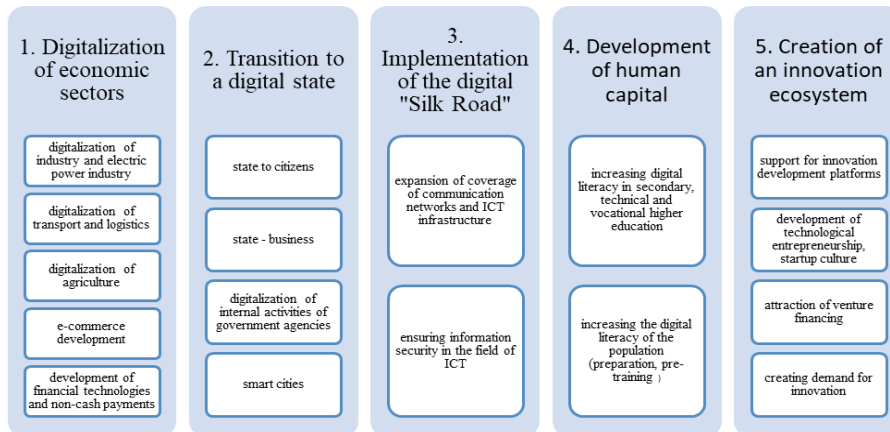 1. Digitalization
of economic
sectors
digitalization of
industry and electric
power industry
digitalization of
transport and logistics
digitalization of
agriculture
e-commerce
development
development of
financial technologies
and non-cash payments
2. Transition to
a digital state
state to citizens
state - business
digitalization of
internal activities of
government agencies
smart cities
3.
Implementation
of the digital
"Silk Road"
expansion of coverage
of communication
networks and ICT
infrastructure
ensuring information
security in the field of
ICT
4. Development
of human
capital
increasing digital
literacy in secondary,
technical and
vocational higher
education
increasing the digital
literacy of the
population
(preparation, pre-
training )
5. Creation of
an innovation
ecosystem
support for innovation
development platforms
development of
technological
entrepreneurship,
startup culture
attraction of venture
financing
creating demand for
innovation